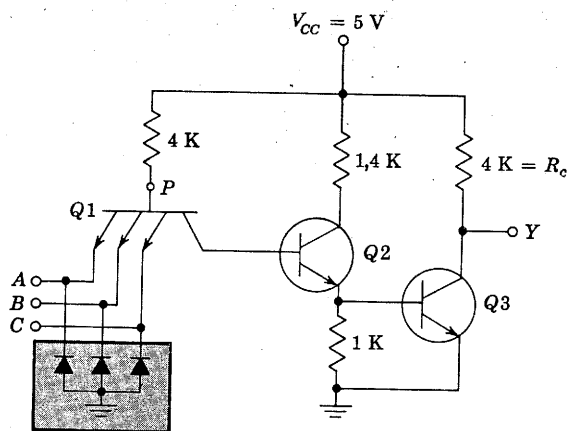 V_CC = 5 V
4 K
1,4 K
4 K = R_c
P
Q1
Y
Q2
A
B
Q3
C
1 K